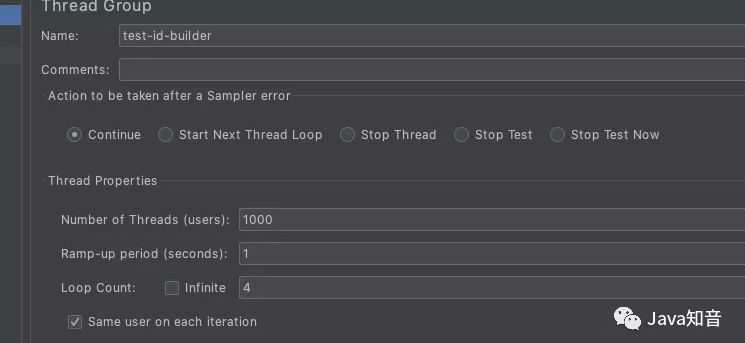 Thread Group
Name: test-id-builder
Comments:
Action to be taken after a Sampler error
Continue Start Next Thread Loop Stop Thread Stop Test Stop Test Now
Thread Properties
Number of Threads (users): 1000
Ramp-up period (seconds): 1
Loop Count: Infinite 4
Same user on each iteration
Java知音